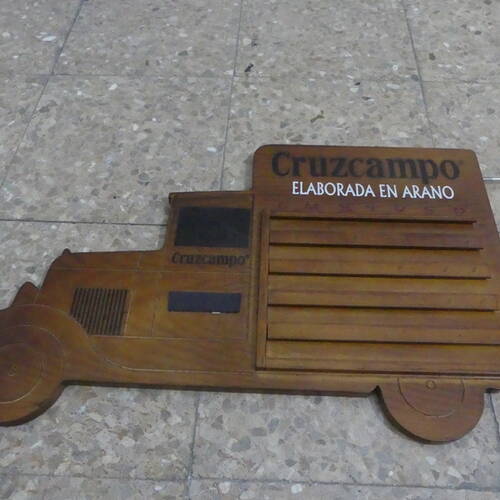 Cruzcampo®
ELABORADA EN ARANO
L M X J V S D
Cruzcampo®